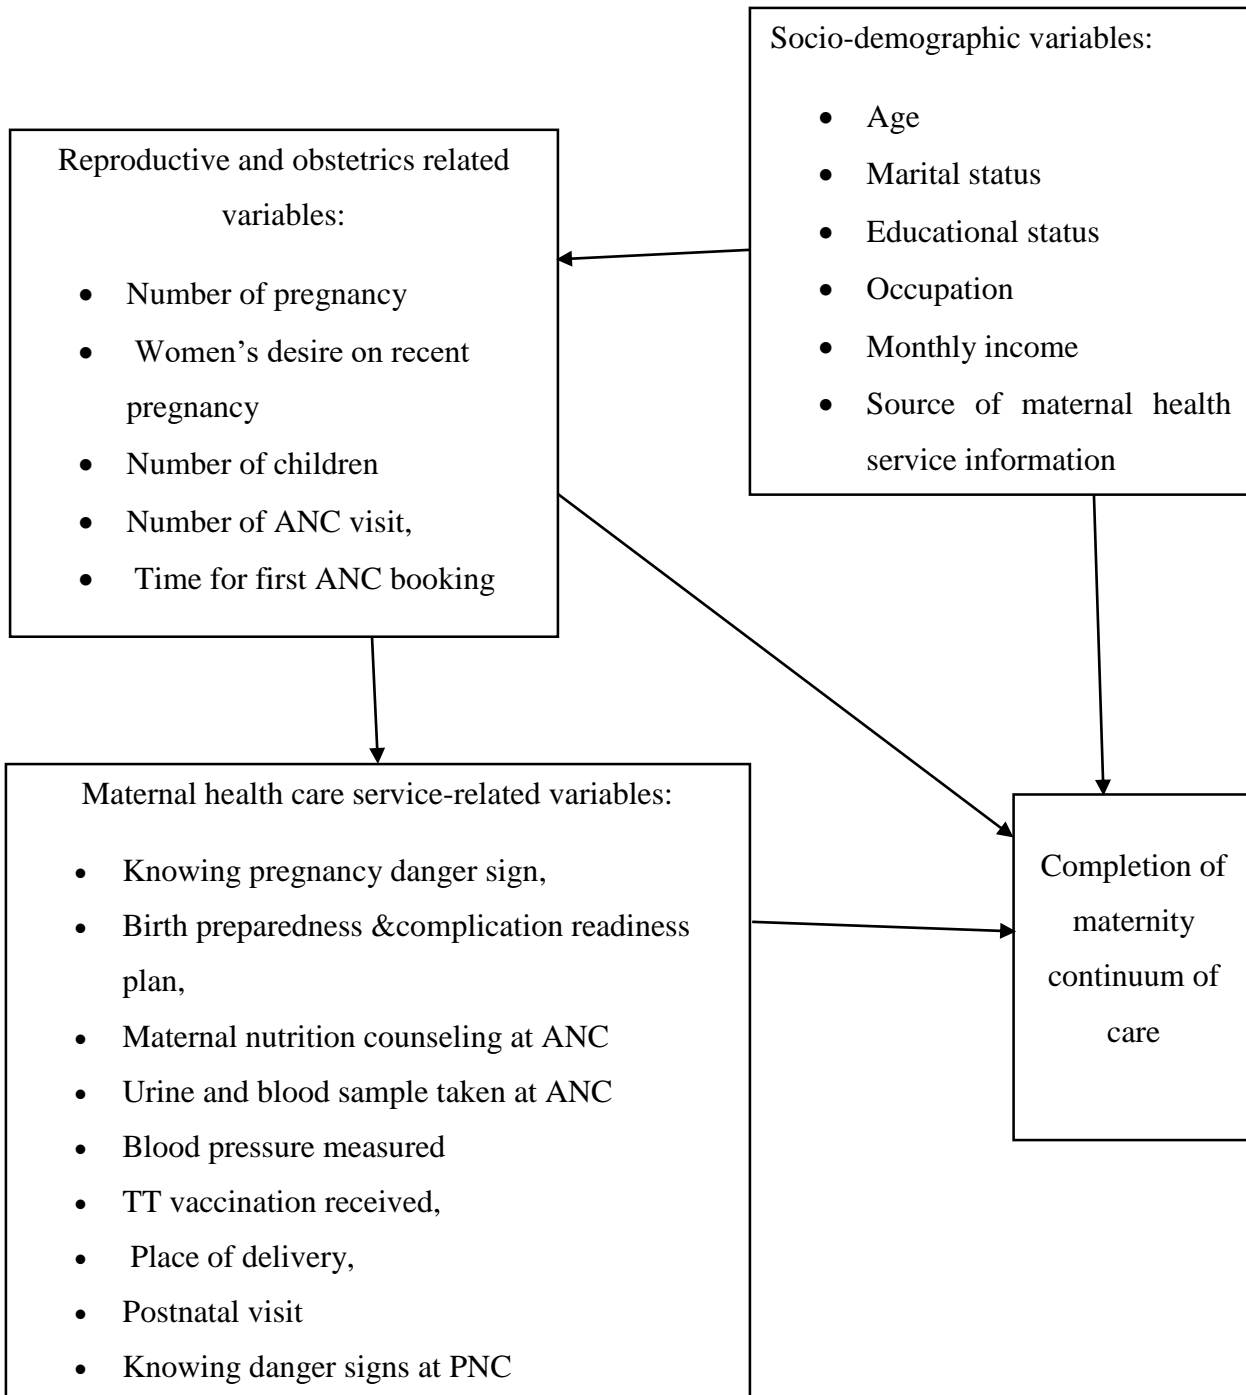 Socio-demographic variables:
• Age
• Marital status
• Educational status
• Occupation
• Monthly income
• Source of maternal health
service information
Reproductive and obstetrics related
variables:
• Number of pregnancy
• Women’s desire on recent
pregnancy
• Number of children
• Number of ANC visit,
• Time for first ANC booking
Maternal health care service-related variables:
• Knowing pregnancy danger sign,
• Birth preparedness &complication readiness
plan,
• Maternal nutrition counseling at ANC
• Urine and blood sample taken at ANC
• Blood pressure measured
• TT vaccination received,
• Place of delivery,
• Postnatal visit
• Knowing danger signs at PNC
Completion of
maternity
continuum of
care